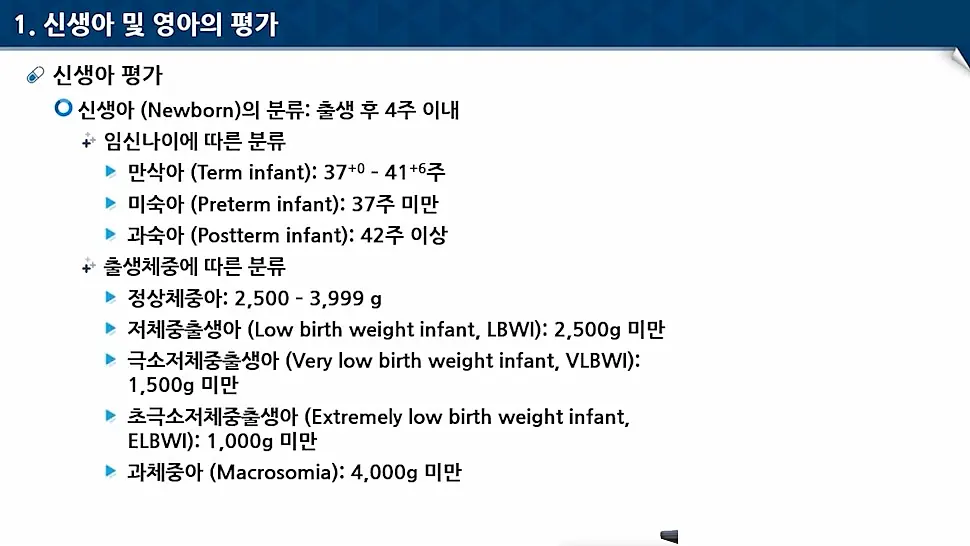 1. 신생아 및 영아의 평가
신생아 평가
신생아 (Newborn)의 분류: 출생 후 4주 이내
임신나이에 따른 분류
만삭아 (Term infant): 37⁺⁰ - 41⁺⁶주
미숙아 (Preterm infant): 37주 미만
과숙아 (Postterm infant): 42주 이상
출생체중에 따른 분류
정상체중아: 2,500 - 3,999 g
저체중출생아 (Low birth weight infant, LBWI): 2,500g 미만
극소저체중출생아 (Very low birth weight infant, VLBWI):
1,500g 미만
초극소저체중출생아 (Extremely low birth weight infant,
ELBWI): 1,000g 미만
과체중아 (Macrosomia): 4,000g 미만